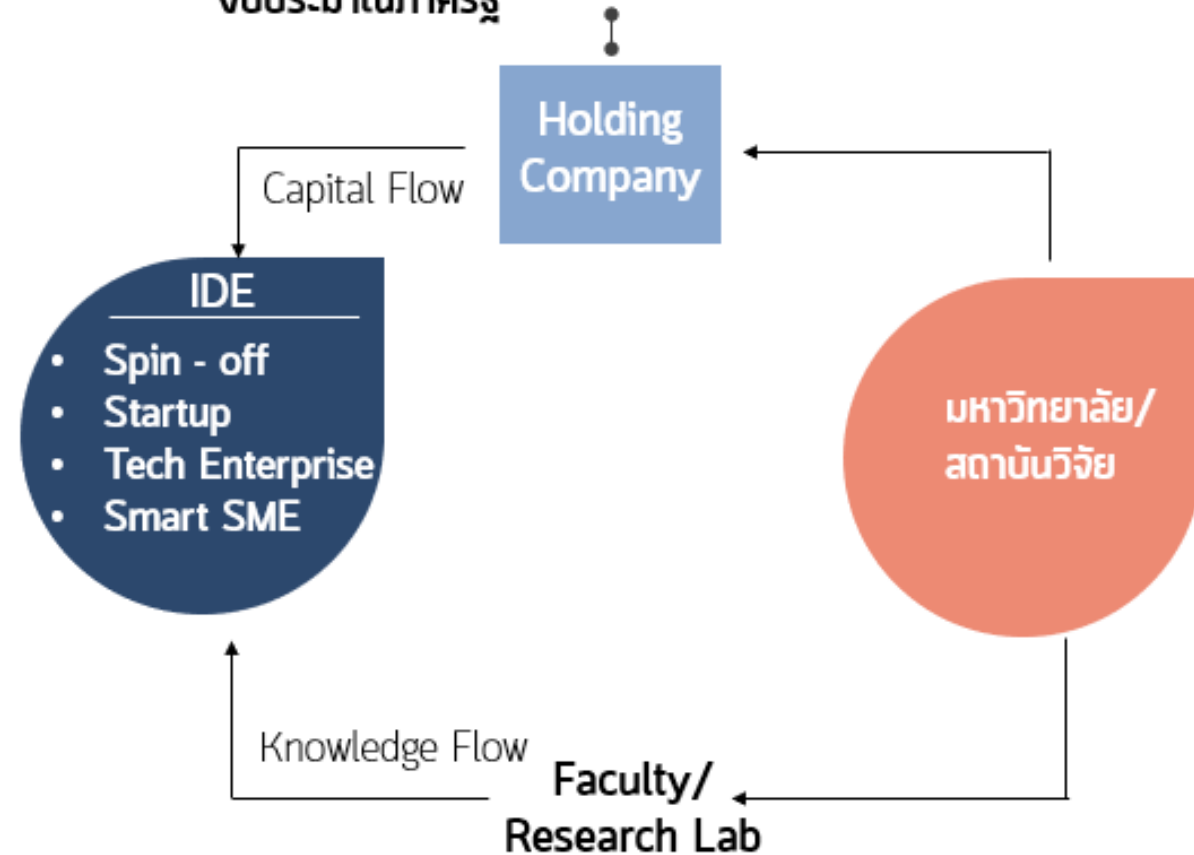 Holding
Company
Capital Flow
IDE
• Spin - off
• Startup
• Tech Enterprise
• Smart SME
มหาวิทยาลัย/
สถาบันวิจัย
Knowledge Flow
Faculty/
Research Lab